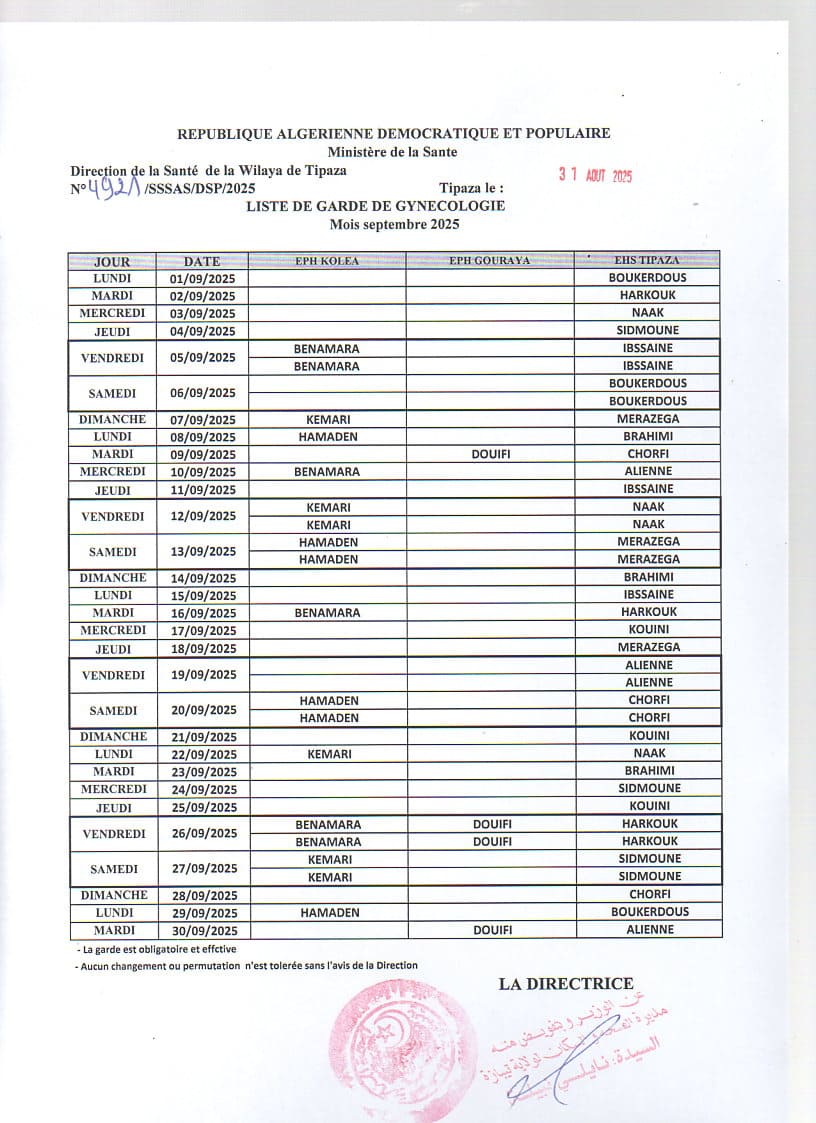 REPUBLIQUE ALGERIENNE DEMOCRATIQUE ET POPULAIRE
Ministère de la Sante
Direction de la Santé de la Wilaya de Tipaza
N° 4921 /SSSAS/DSP/2025 Tipaza le : 31 AOUT 2025
LISTE DE GARDE DE GYNECOLOGIE
Mois septembre 2025
JOUR DATE EPH KOLEA EPH GOURAYA EHS TIPAZA
LUNDI 01/09/2025 BOUKERDOUS
MARDI 02/09/2025 HARKOUK
MERCREDI 03/09/2025 NAAK
JEUDI 04/09/2025 SIDMOUNE
VENDREDI 05/09/2025 BENAMARA IBSSAINE
BENAMARA IBSSAINE
SAMEDI 06/09/2025 BOUKERDOUS
BOUKERDOUS
DIMANCHE 07/09/2025 KEMARI MERAZEGA
LUNDI 08/09/2025 HAMADEN BRAHIMI
MARDI 09/09/2025 DOUIFI CHORFI
MERCREDI 10/09/2025 BENAMARA ALIENNE
JEUDI 11/09/2025 IBSSAINE
VENDREDI 12/09/2025 KEMARI NAAK
KEMARI NAAK
SAMEDI 13/09/2025 HAMADEN MERAZEGA
HAMADEN MERAZEGA
DIMANCHE 14/09/2025 BRAHIMI
LUNDI 15/09/2025 IBSSAINE
MARDI 16/09/2025 BENAMARA HARKOUK
MERCREDI 17/09/2025 KOUINI
JEUDI 18/09/2025 MERAZEGA
VENDREDI 19/09/2025 ALIENNE
ALIENNE
SAMEDI 20/09/2025 HAMADEN CHORFI
HAMADEN CHORFI
DIMANCHE 21/09/2025 KOUINI
LUNDI 22/09/2025 KEMARI NAAK
MARDI 23/09/2025 BRAHIMI
MERCREDI 24/09/2025 SIDMOUNE
JEUDI 25/09/2025 KOUINI
VENDREDI 26/09/2025 BENAMARA DOUIFI HARKOUK
BENAMARA DOUIFI HARKOUK
SAMEDI 27/09/2025 KEMARI SIDMOUNE
KEMARI SIDMOUNE
DIMANCHE 28/09/2025 CHORFI
LUNDI 29/09/2025 HAMADEN BOUKERDOUS
MARDI 30/09/2025 DOUIFI ALIENNE
- La garde est obligatoire et effctive
- Aucun changement ou permutation n'est tolerée sans l'avis de la Direction
LA DIRECTRICE
عن الوزير و بتفويض منه
مديرة الصحة و السكان لولاية تيبازة
السيدة: نايلي